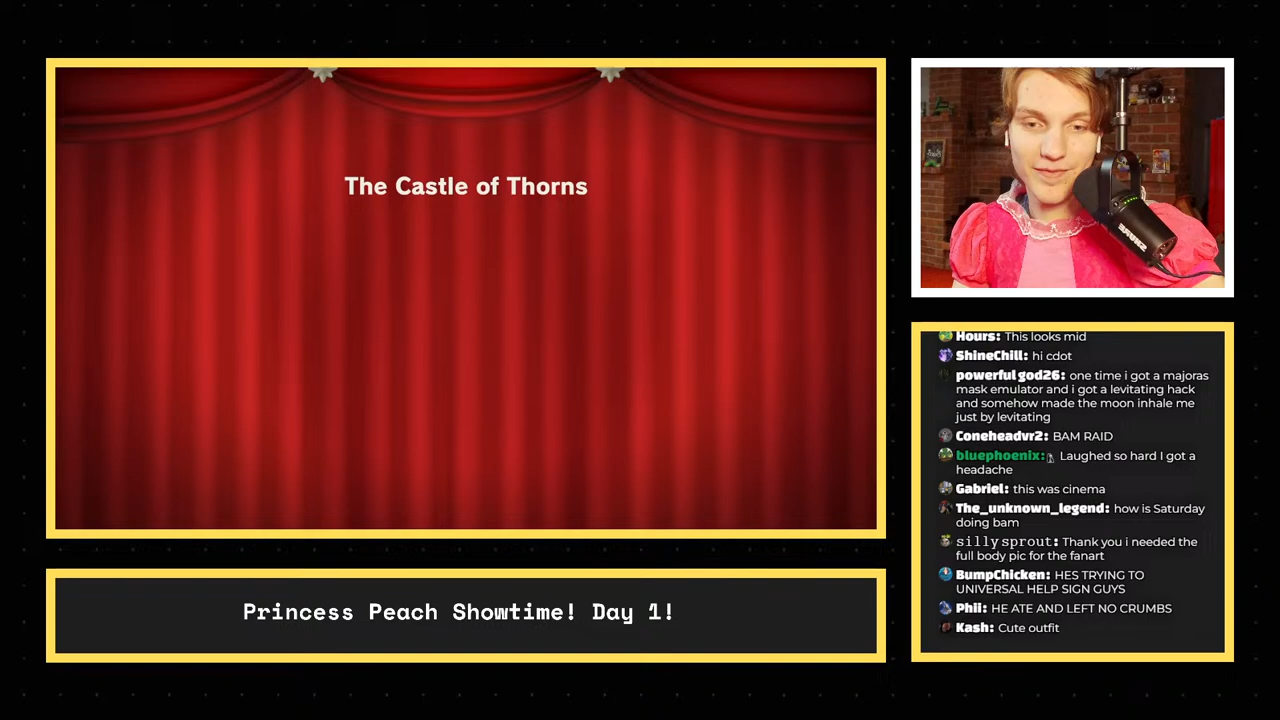 The Castle of Thorns
SHURE
Hours: This looks mid
ShineChill: hi cdot
powerful god26: one time i got a majoras
mask emulator and i got a levitating hack
and somehow made the moon inhale me
just by levitating
Coneheadvr2: BAM RAID
bluephoenix: Laughed so hard I got a
headache
Gabriel: this was cinema
The_unknown_legend: how is Saturday
doing bam
silly sprout: Thank you i needed the
full body pic for the fanart
BumpChicken: HES TRYING TO
UNIVERSAL HELP SIGN GUYS
Phii: HE ATE AND LEFT NO CRUMBS
Kash: Cute outfit
Princess Peach Showtime! Day 1!